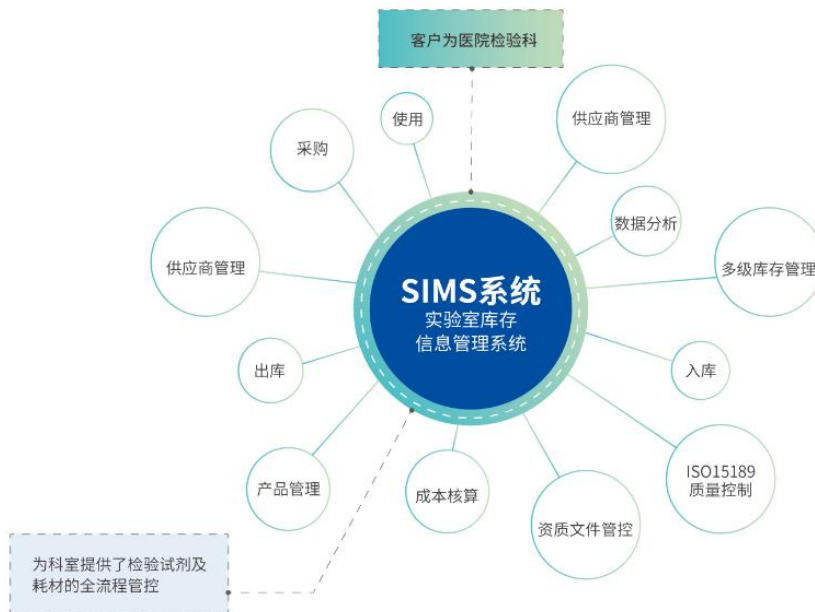 客户为医院检验科
使用
供应商管理
采购
数据分析
供应商管理
多级库存管理
SIMS系统
实验室库存
信息管理系统
出库
入库
ISO15189
质量控制
产品管理
成本核算
资质文件管控
为科室提供了检验试剂及
耗材的全流程管控